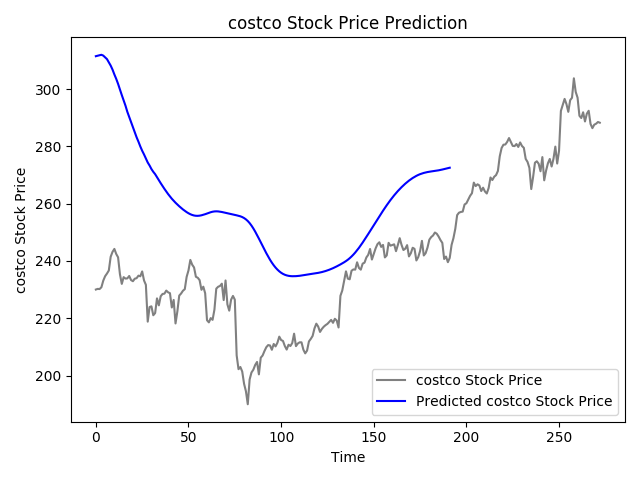 costco Stock Price Prediction
costco Stock Price
300
280
260
240
220
200
0
50
100
150
200
250
Time
costco Stock Price
Predicted costco Stock Price